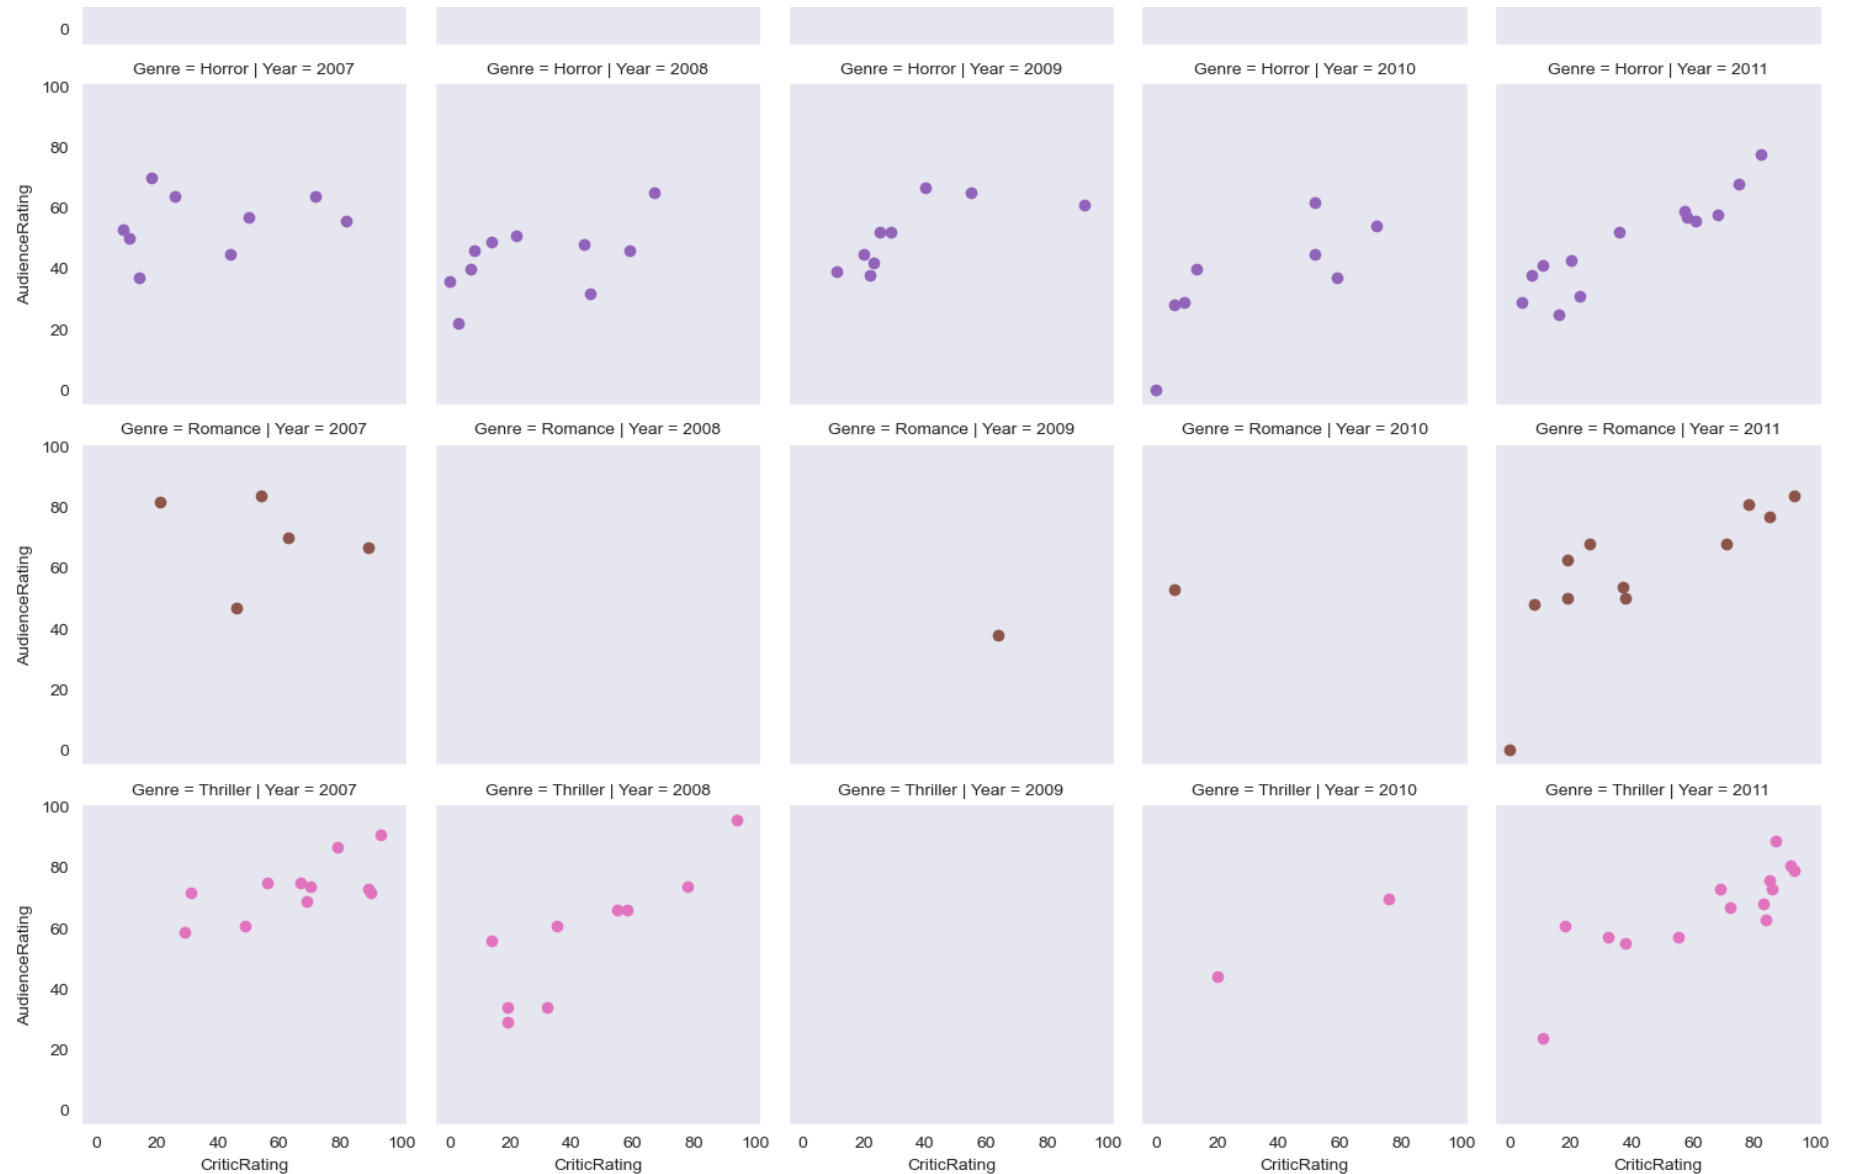 0
Genre = Horror | Year = 2007 Genre = Horror | Year = 2008 Genre = Horror | Year = 2009 Genre = Horror | Year = 2010 Genre = Horror | Year = 2011
100
80
60
40
20
0
AudienceRating
Genre = Romance | Year = 2007 Genre = Romance | Year = 2008 Genre = Romance | Year = 2009 Genre = Romance | Year = 2010 Genre = Romance | Year = 2011
100
80
60
40
20
0
AudienceRating
Genre = Thriller | Year = 2007 Genre = Thriller | Year = 2008 Genre = Thriller | Year = 2009 Genre = Thriller | Year = 2010 Genre = Thriller | Year = 2011
100
80
60
40
20
0
AudienceRating
0 20 40 60 80 100 0 20 40 60 80 100 0 20 40 60 80 100 0 20 40 60 80 100 0 20 40 60 80 100
CriticRating CriticRating CriticRating CriticRating CriticRating